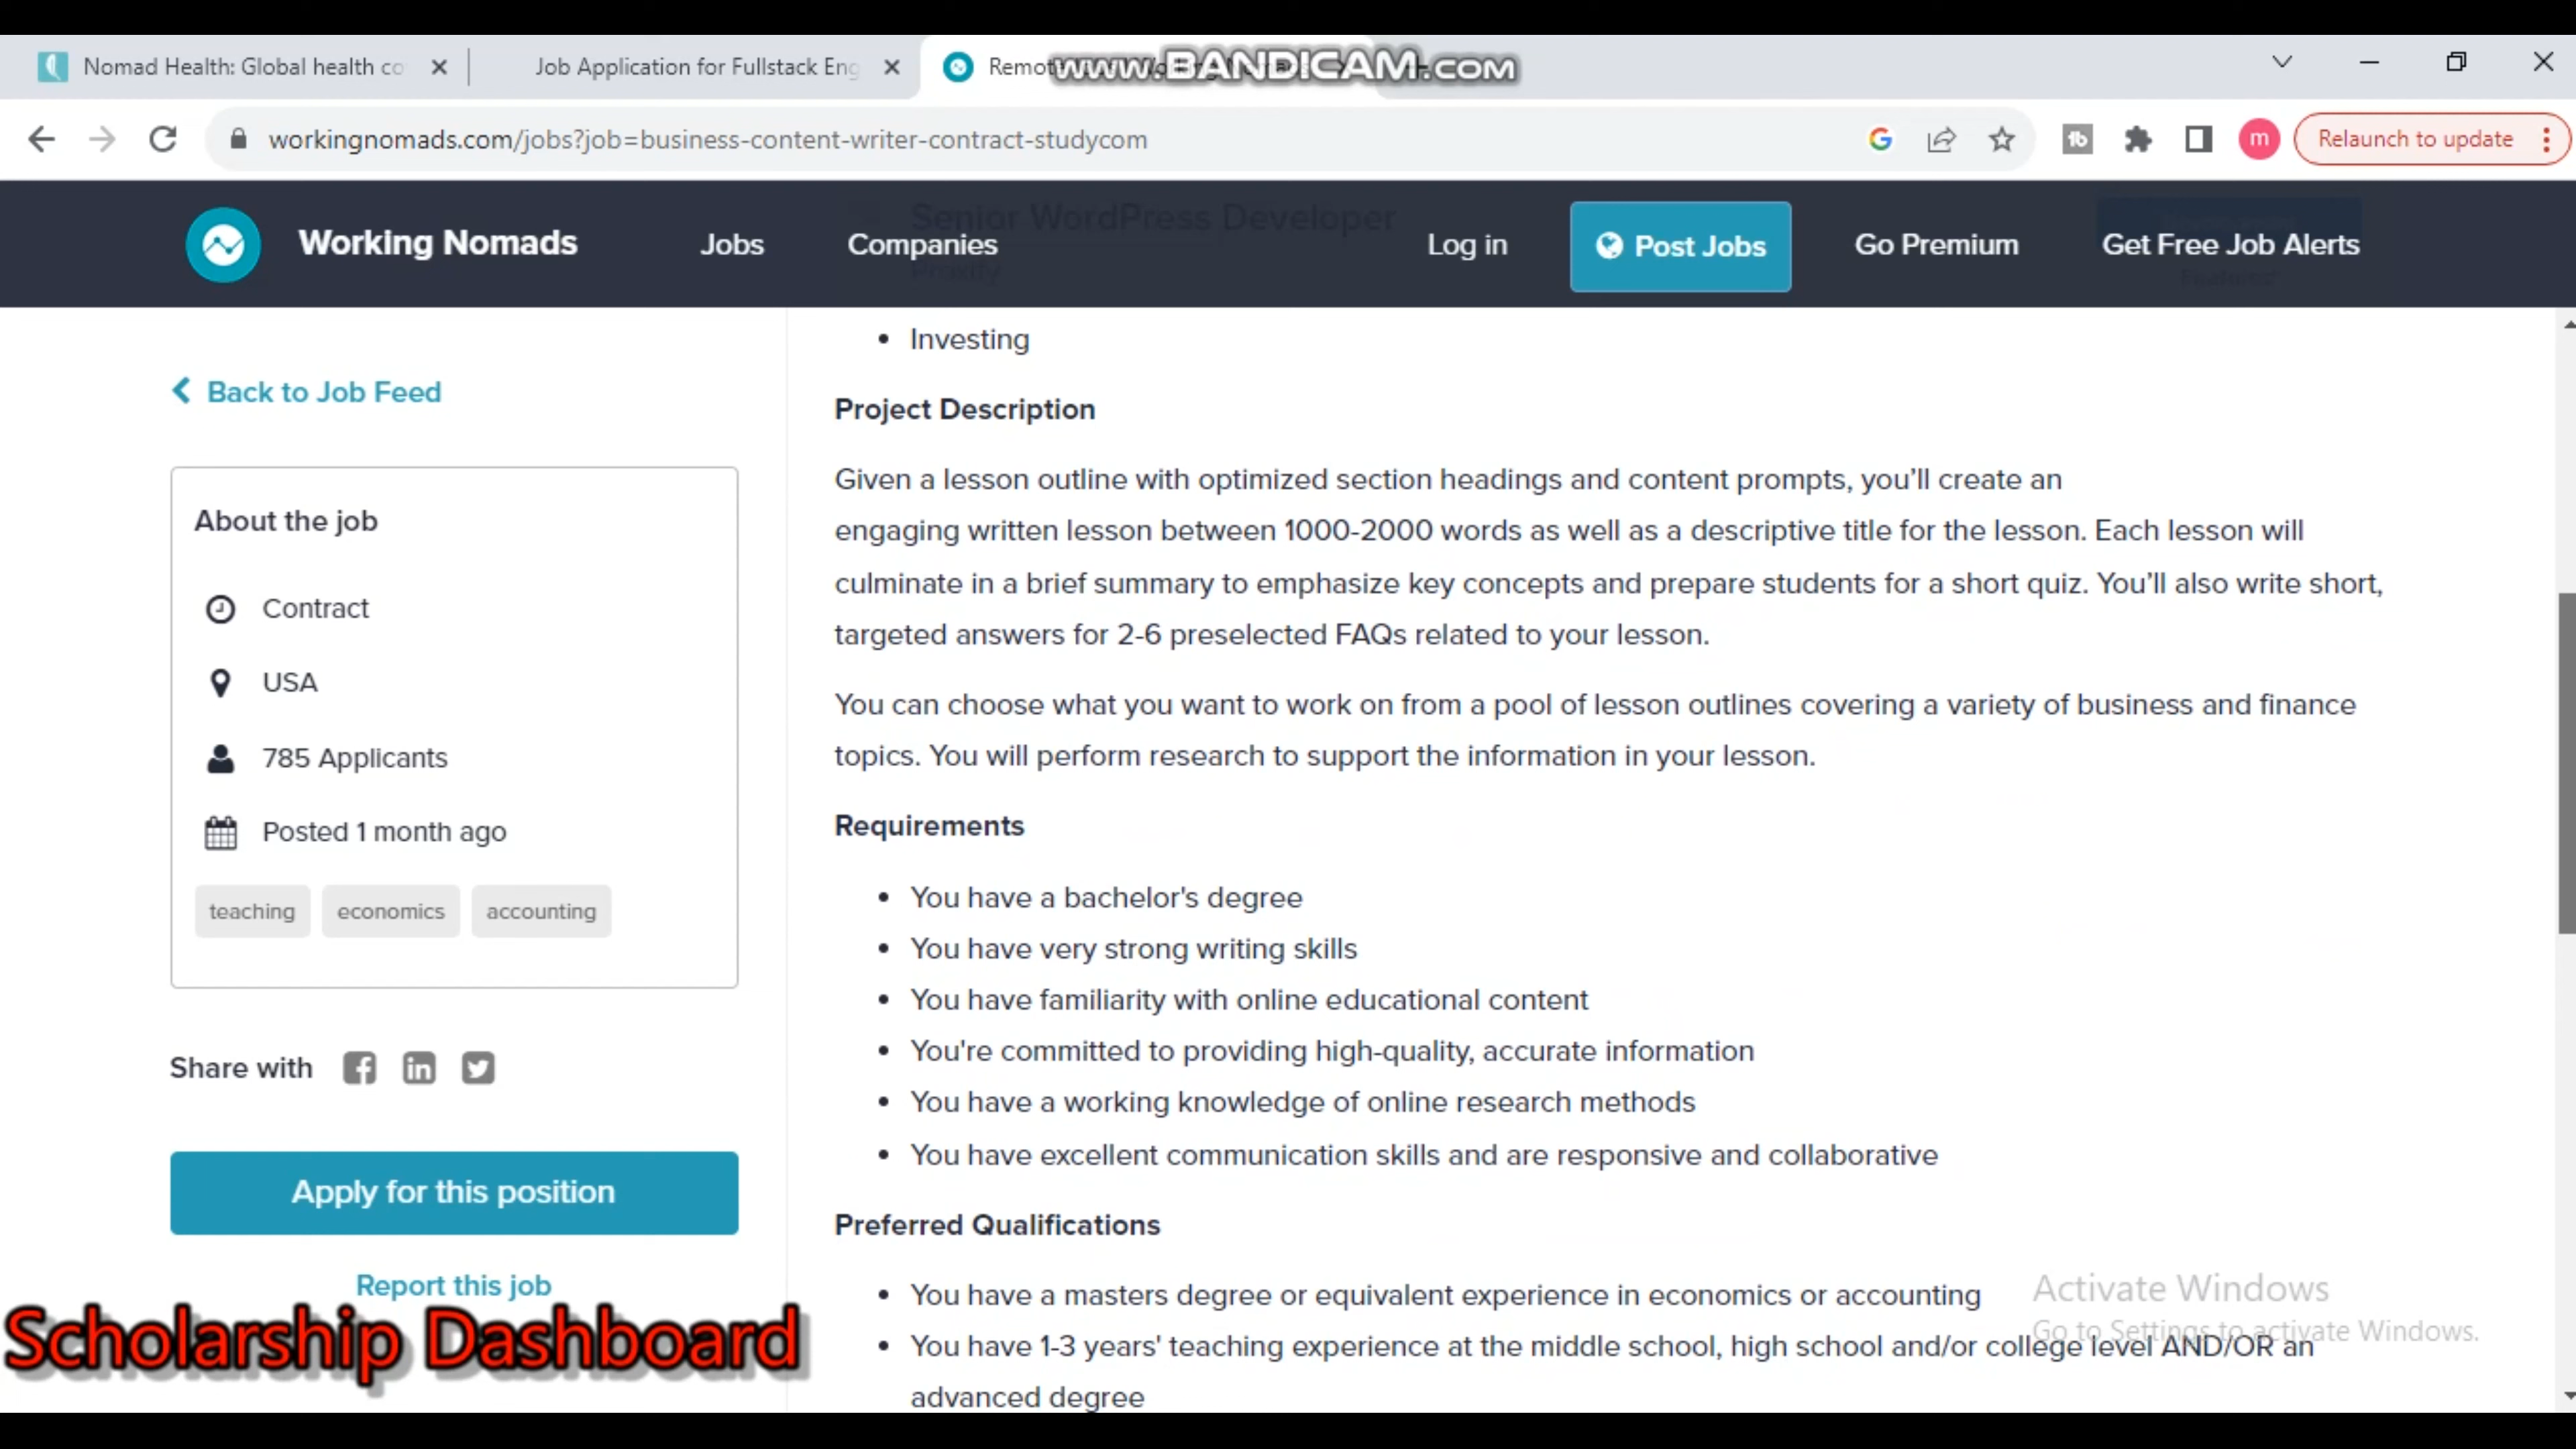 Nomad Health: Global health co
Job Application for Fullstack Eng
www.BANDICAM.com
workingnomads.com/jobs?job=business-content-writer-contract-studycom
Relaunch to update
Senior WordPress Developer
Working Nomads
Jobs
Companies
Log in
Post Jobs
Go Premium
Get Free Job Alerts
Back to Job Feed
About the job
Contract
USA
785 Applicants
Posted 1 month ago
teaching economics accounting
Share with
Apply for this position
Report this job
• Investing
Project Description
Given a lesson outline with optimized section headings and content prompts, you’ll create an
engaging written lesson between 1000-2000 words as well as a descriptive title for the lesson. Each lesson will
culminate in a brief summary to emphasize key concepts and prepare students for a short quiz. You’ll also write short,
targeted answers for 2-6 preselected FAQs related to your lesson.
You can choose what you want to work on from a pool of lesson outlines covering a variety of business and finance
topics. You will perform research to support the information in your lesson.
Requirements
• You have a bachelor's degree
• You have very strong writing skills
• You have familiarity with online educational content
• You're committed to providing high-quality, accurate information
• You have a working knowledge of online research methods
• You have excellent communication skills and are responsive and collaborative
Preferred Qualifications
• You have a masters degree or equivalent experience in economics or accounting
• You have 1-3 years' teaching experience at the middle school, high school and/or college level AND/OR an
advanced degree
Activate Windows
Go to Settings to activate Windows.
Scholarship Dashboard